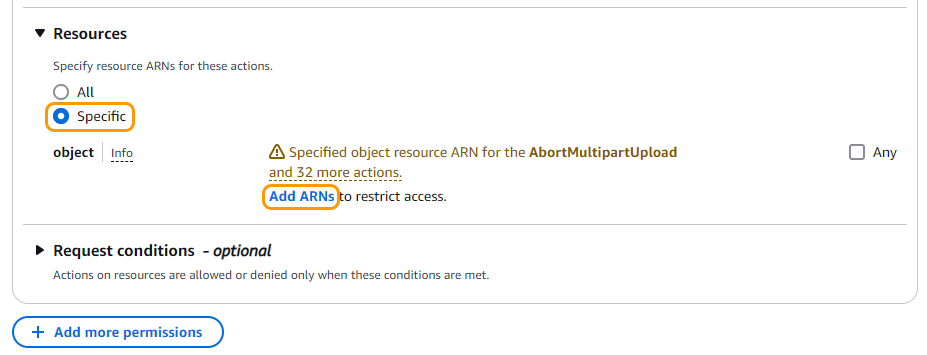 Resources
Specify resource ARNs for these actions.
All
Specific
object Info Specified object resource ARN for the AbortMultipartUpload Any
and 32 more actions.
Add ARNs to restrict access.
Request conditions - optional
Actions on resources are allowed or denied only when these conditions are met.
+ Add more permissions